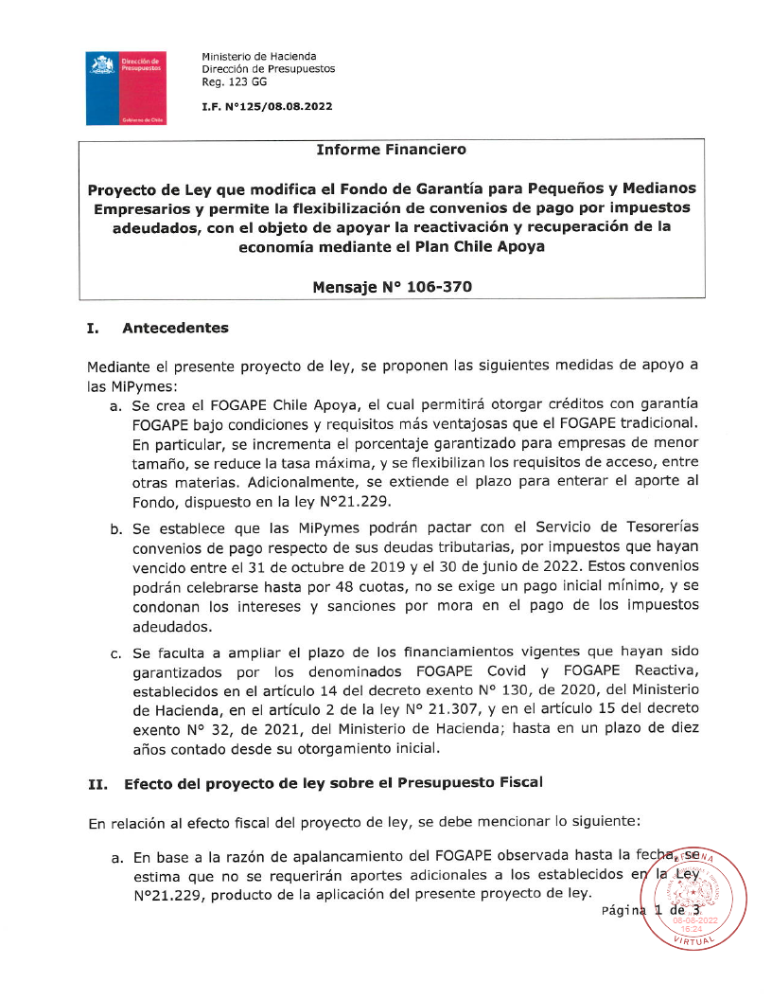 Dirección de
Presupuestos
Gobierno de Chile
Ministerio de Hacienda
Dirección de Presupuestos
Reg. 123 GG
I.F. N°125/08.08.2022
Informe Financiero
Proyecto de Ley que modifica el Fondo de Garantía para Pequeños y Medianos
Empresarios y permite la flexibilización de convenios de pago por impuestos
adeudados, con el objeto de apoyar la reactivación y recuperación de la
economía mediante el Plan Chile Apoya
Mensaje N° 106-370
I. Antecedentes
Mediante el presente proyecto de ley, se proponen las siguientes medidas de apoyo a
las MiPymes:
a. Se crea el FOGAPE Chile Apoya, el cual permitirá otorgar créditos con garantía
FOGAPE bajo condiciones y requisitos más ventajosas que el FOGAPE tradicional.
En particular, se incrementa el porcentaje garantizado para empresas de menor
tamaño, se reduce la tasa máxima, y se flexibilizan los requisitos de acceso, entre
otras materias. Adicionalmente, se extiende el plazo para enterar el aporte al
Fondo, dispuesto en la ley N°21.229.
b. Se establece que las MiPymes podrán pactar con el Servicio de Tesorerías
convenios de pago respecto de sus deudas tributarias, por impuestos que hayan
vencido entre el 31 de octubre de 2019 y el 30 de junio de 2022. Estos convenios
podrán celebrarse hasta por 48 cuotas, no se exige un pago inicial mínimo, y se
condonan los intereses y sanciones por mora en el pago de los impuestos
adeudados.
c. Se faculta a ampliar el plazo de los financiamientos vigentes que hayan sido
garantizados por los denominados FOGAPE Covid y FOGAPE Reactiva,
establecidos en el artículo 14 del decreto exento N° 130, de 2020, del Ministerio
de Hacienda, en el artículo 2 de la ley N° 21.307, y en el artículo 15 del decreto
exento N° 32, de 2021, del Ministerio de Hacienda; hasta en un plazo de diez
años contado desde su otorgamiento inicial.
II. Efecto del proyecto de ley sobre el Presupuesto Fiscal
En relación al efecto fiscal del proyecto de ley, se debe mencionar lo siguiente:
a. En base a la razón de apalancamiento del FOGAPE observada hasta la fecha, se
estima que no se requerirán aportes adicionales a los establecidos en la Ley
N°21.229, producto de la aplicación del presente proyecto de ley.
Página 1 de 3
08-08-2022
16:24
VIRTUAL